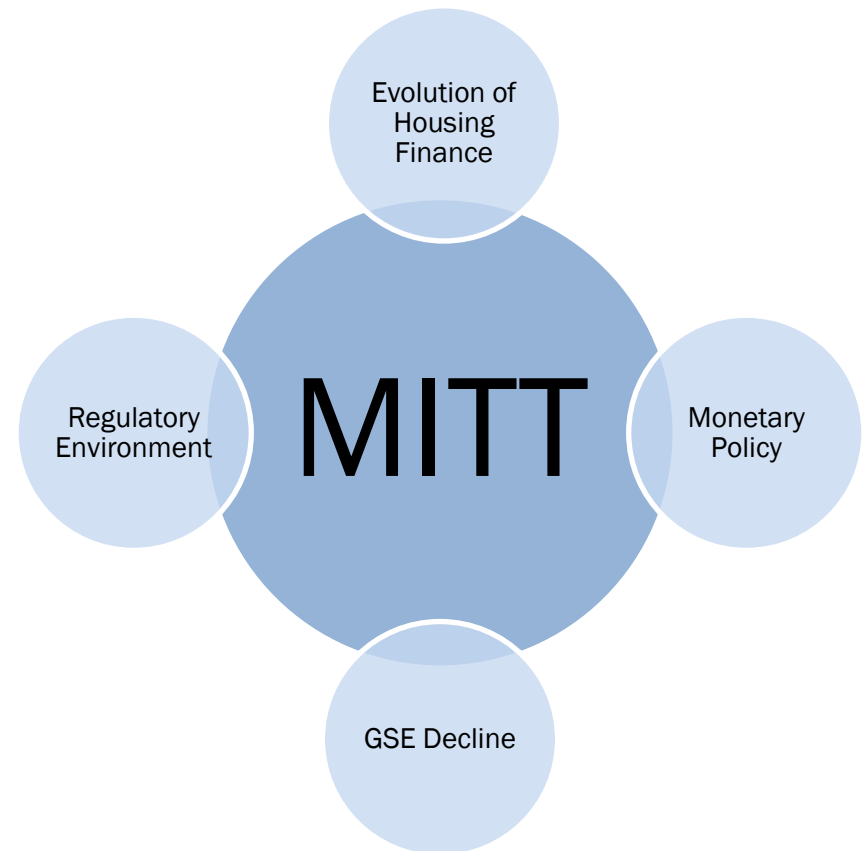 Evolution of
Housing
Finance
Regulatory
Environment
MITT
Monetary
Policy
GSE Decline